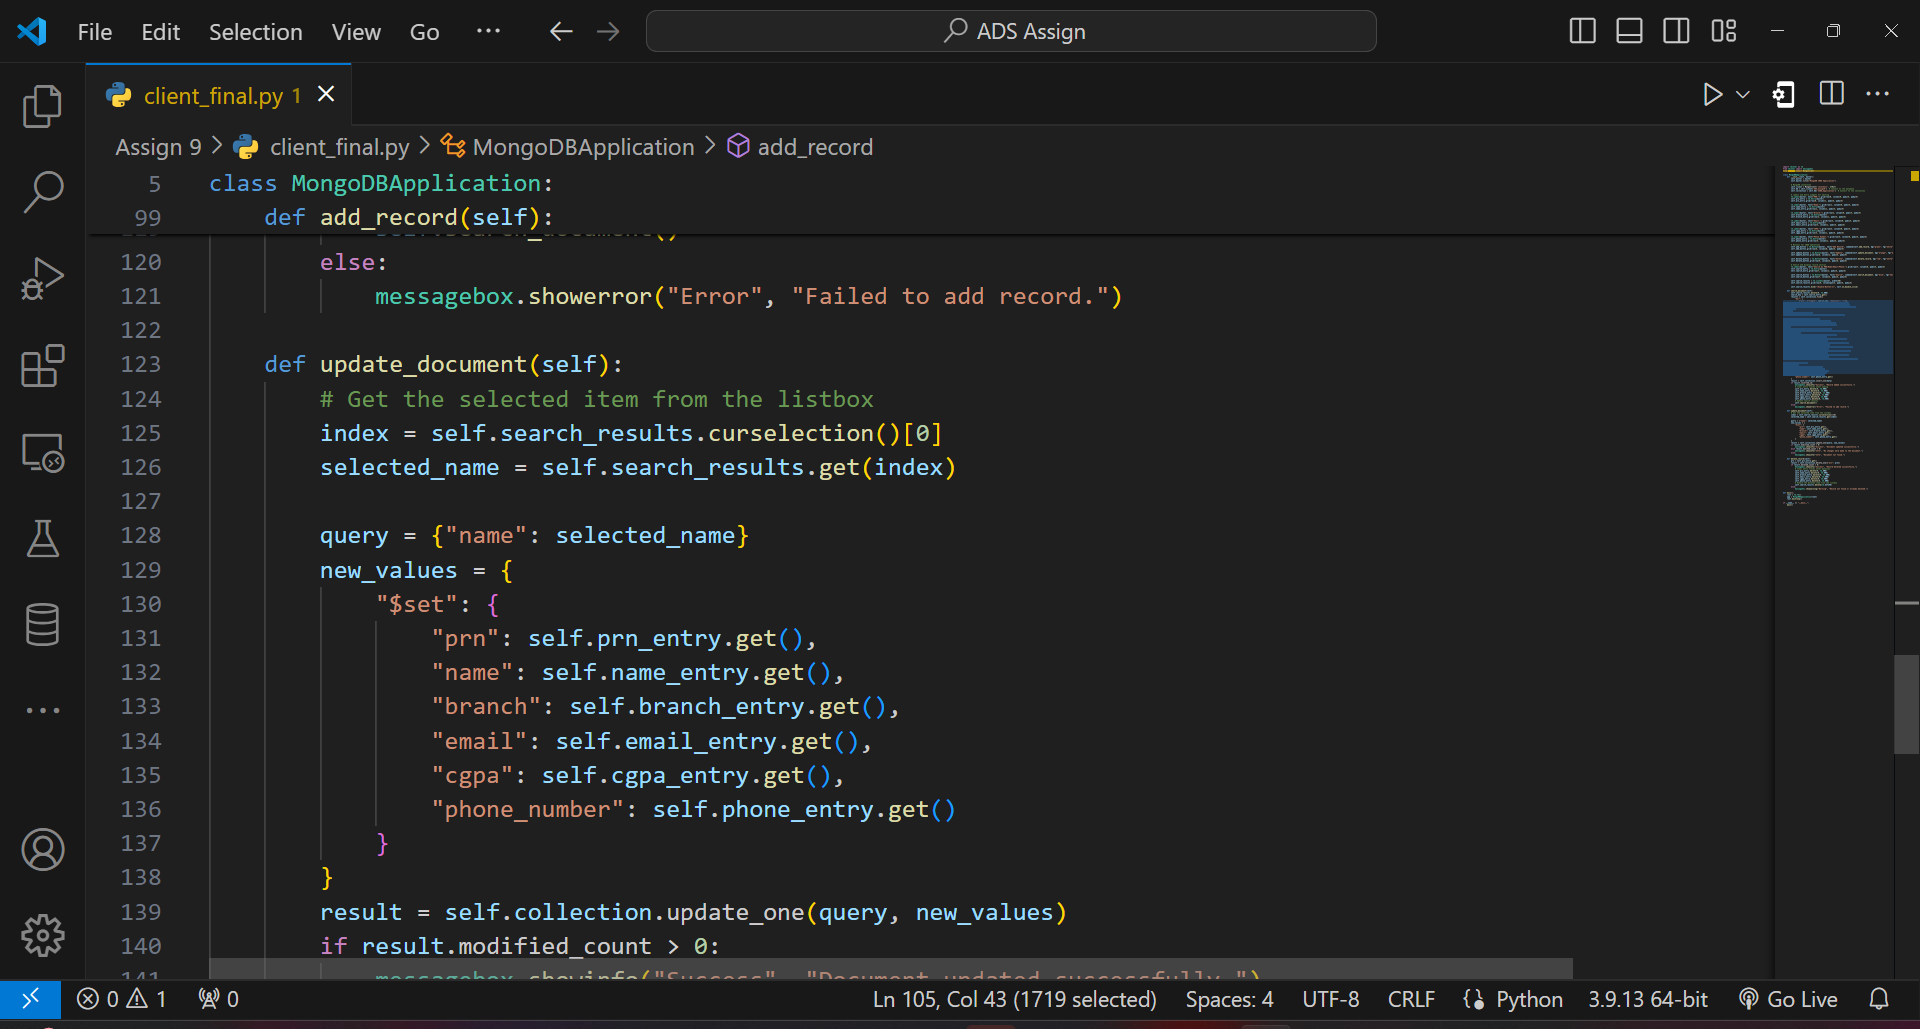 File Edit Selection View Go ··· ADS Assign
client_final.py 1
Assign 9 > client_final.py > MongoDBApplication > add_record
5 class MongoDBApplication:
99 def add_record(self):
120 else:
121 messagebox.showerror("Error", "Failed to add record.")
122
123 def update_document(self):
124 # Get the selected item from the listbox
125 index = self.search_results.curselection()[0]
126 selected_name = self.search_results.get(index)
127
128 query = {"name": selected_name}
129 new_values = {
130 "$set": {
131 "prn": self.prn_entry.get(),
132 "name": self.name_entry.get(),
133 "branch": self.branch_entry.get(),
134 "email": self.email_entry.get(),
135 "cgpa": self.cgpa_entry.get(),
136 "phone_number": self.phone_entry.get()
137 }
138 }
139 result = self.collection.update_one(query, new_values)
140 if result.modified_count > 0:
141 messagebox.showinfo("Success", "Document updated successfully.")
0 1 0 Ln 105, Col 43 (1719 selected) Spaces: 4 UTF-8 CRLF Python 3.9.13 64-bit Go Live